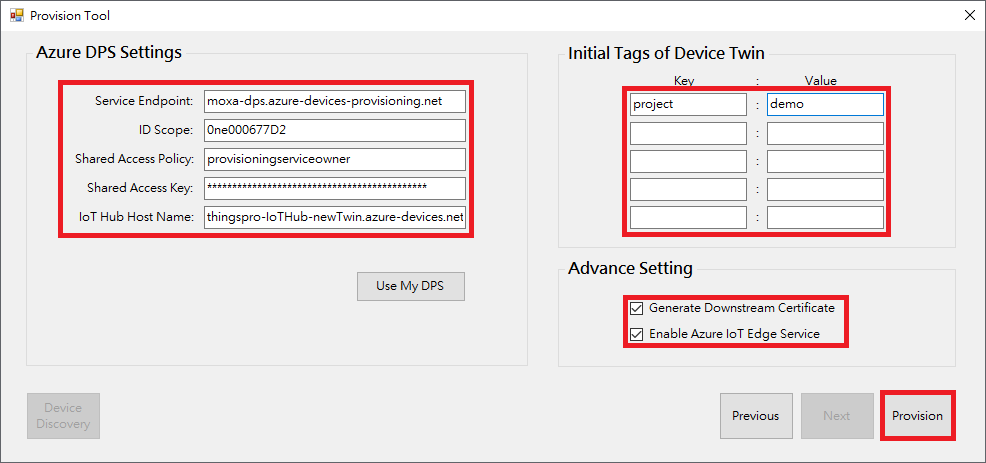 Provision Tool
Azure DPS Settings
Service Endpoint: moxa-dps.azure-devices-provisioning.net
ID Scope: 0ne000677D2
Shared Access Policy: provisioningserviceowner
Shared Access Key: ********************************************
IoT Hub Host Name: thingspro-IoTHub-newTwin.azure-devices.net
Use My DPS
Initial Tags of Device Twin
Key : Value
project : demo
:
:
:
:
Advance Setting
Generate Downstream Certificate
Enable Azure IoT Edge Service
Device
Discovery
Previous
Next
Provision